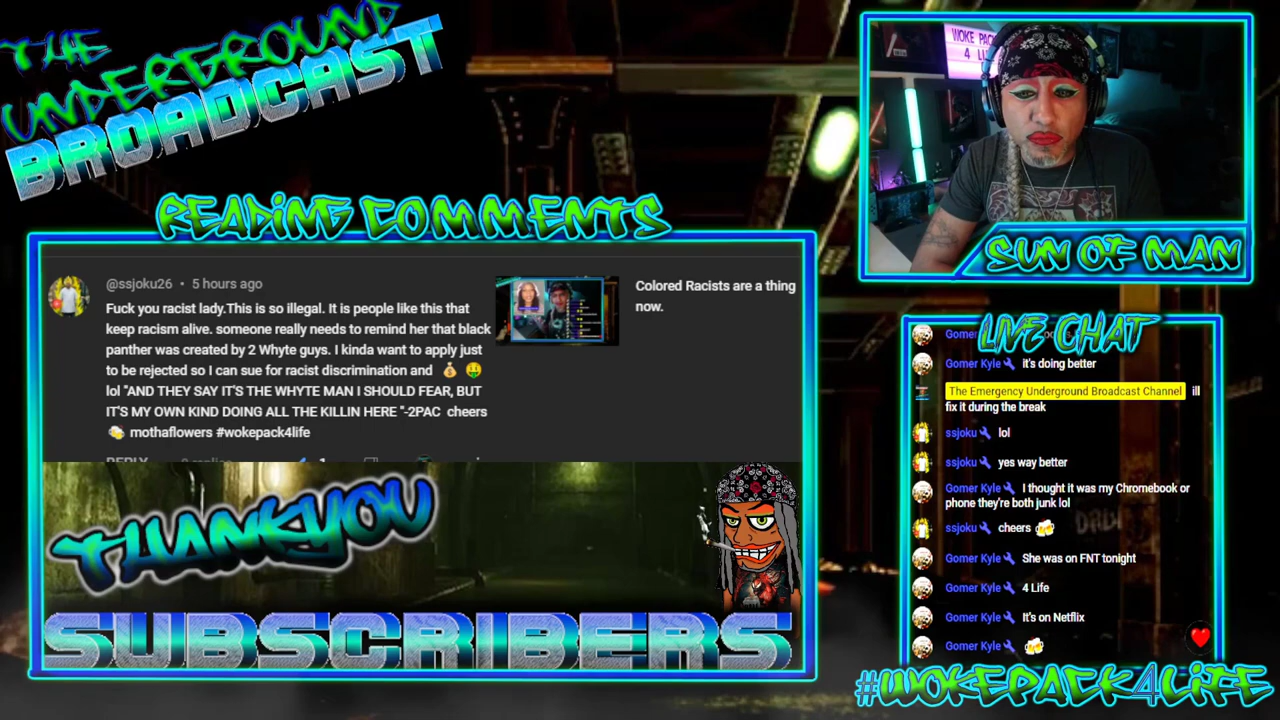 THE
UNDERGROUND
BROADCAST
WOKE PAC
4 LI
READING COMMENTS
@ssjoku26 • 5 hours ago
Fuck you racist lady.This is so illegal. It is people like this that
keep racism alive. someone really needs to remind her that black
panther was created by 2 Whyte guys. I kinda want to apply just
to be rejected so I can sue for racist discrimination and 💰 🤑
lol "AND THEY SAY IT'S THE WHYTE MAN I SHOULD FEAR, BUT
IT'S MY OWN KIND DOING ALL THE KILLIN HERE "-2PAC cheers
🍻 mothaflowers #wokepack4life
Colored Racists are a thing
now.
THANKYOU
SUBSCRIBERS
SUN OF MAN
LIVE CHAT
Gomer
Gomer Kyle it's doing better
The Emergency Underground Broadcast Channel ill
fix it during the break
ssjoku lol
ssjoku yes way better
Gomer Kyle I thought it was my Chromebook or
phone they're both junk lol
ssjoku cheers 🍻
Gomer Kyle She was on FNT tonight
Gomer Kyle 4 Life
Gomer Kyle It's on Netflix
Gomer Kyle 🍻
#WOKEPACK4LIFE